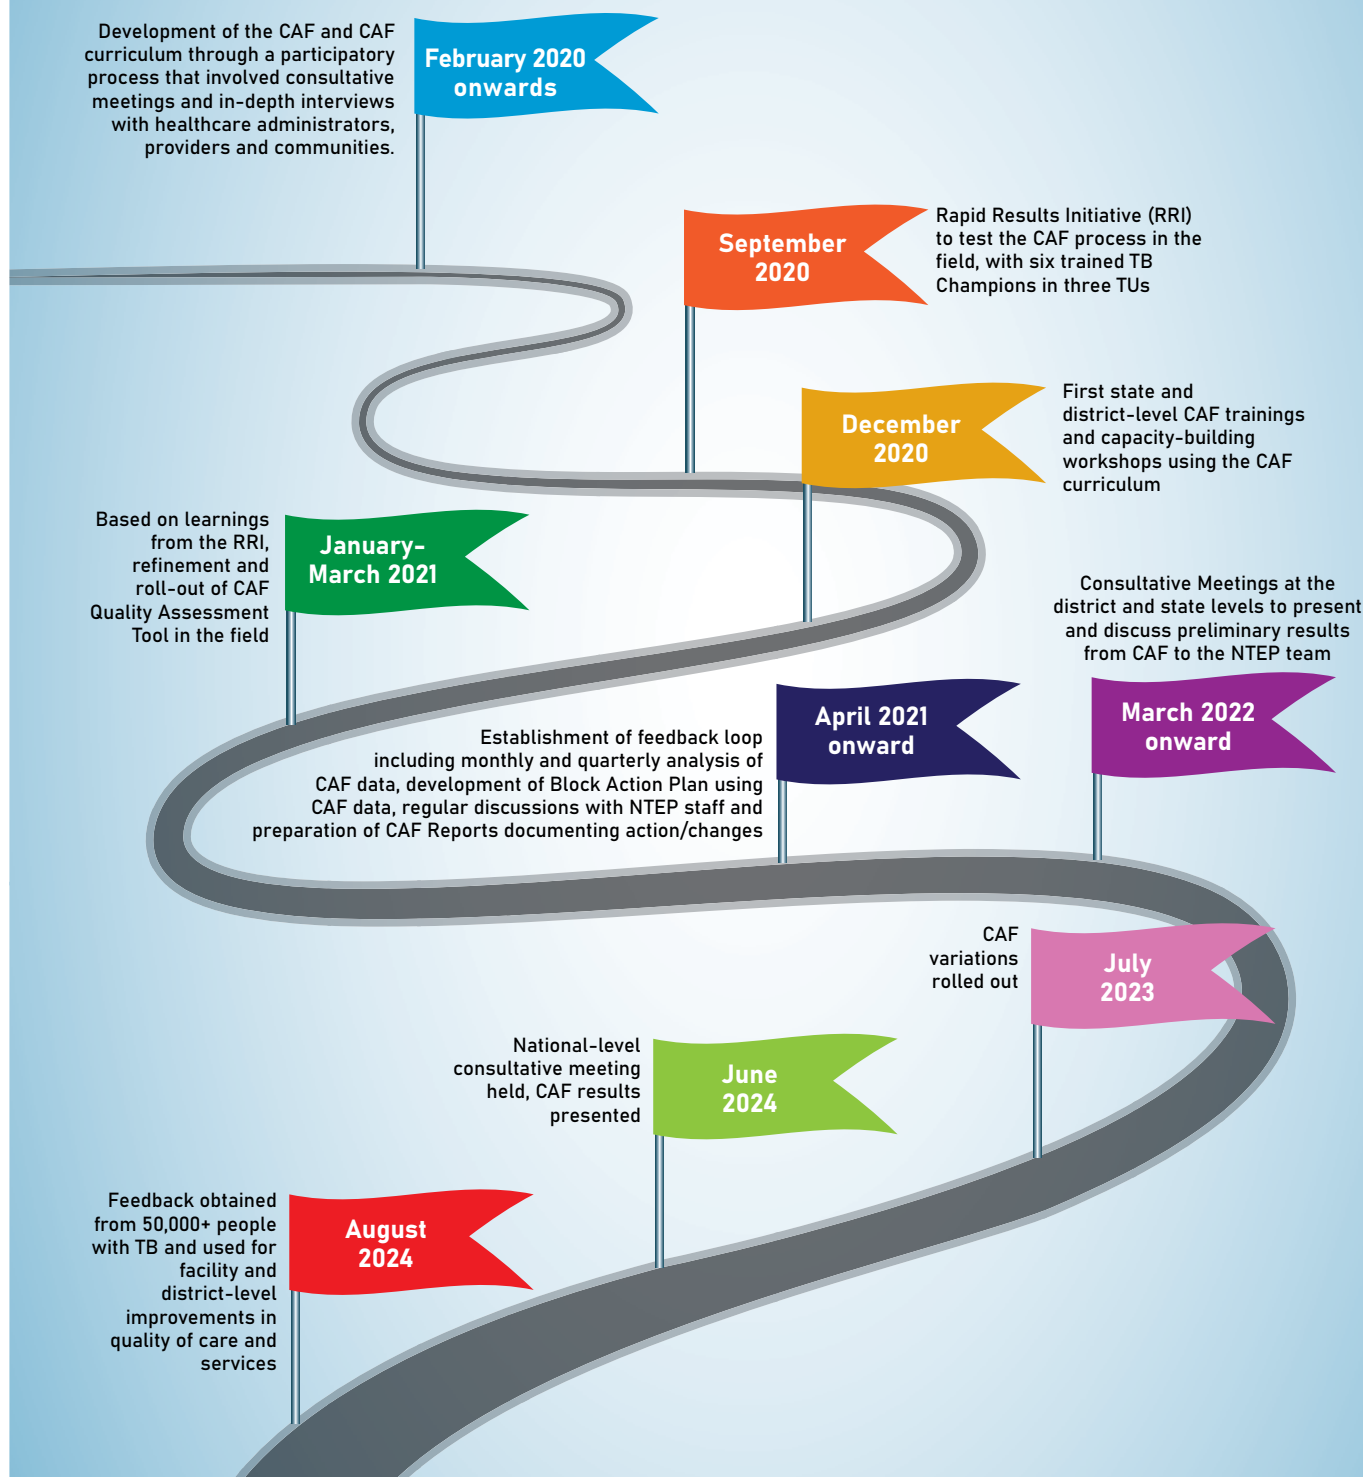 Development of the CAF and CAF
curriculum through a participatory
process that involved consultative
meetings and in-depth interviews
with healthcare administrators,
providers and communities.
February 2020
onwards
September
2020
Rapid Results Initiative (RRI)
to test the CAF process in the
field, with six trained TB
Champions in three TUs
December
2020
First state and
district-level CAF trainings
and capacity-building
workshops using the CAF
curriculum
Based on learnings
from the RRI,
refinement and
roll-out of CAF
Quality Assessment
Tool in the field
January-
March 2021
Establishment of feedback loop
including monthly and quarterly analysis of
CAF data, development of Block Action Plan using
CAF data, regular discussions with NTEP staff and
preparation of CAF Reports documenting action/changes
April 2021
onward
Consultative Meetings at the
district and state levels to present
and discuss preliminary results
from CAF to the NTEP team
March 2022
onward
CAF
variations
rolled out
July
2023
National-level
consultative meeting
held, CAF results
presented
June
2024
Feedback obtained
from 50,000+ people
with TB and used for
facility and
district-level
improvements in
quality of care and
services
August
2024